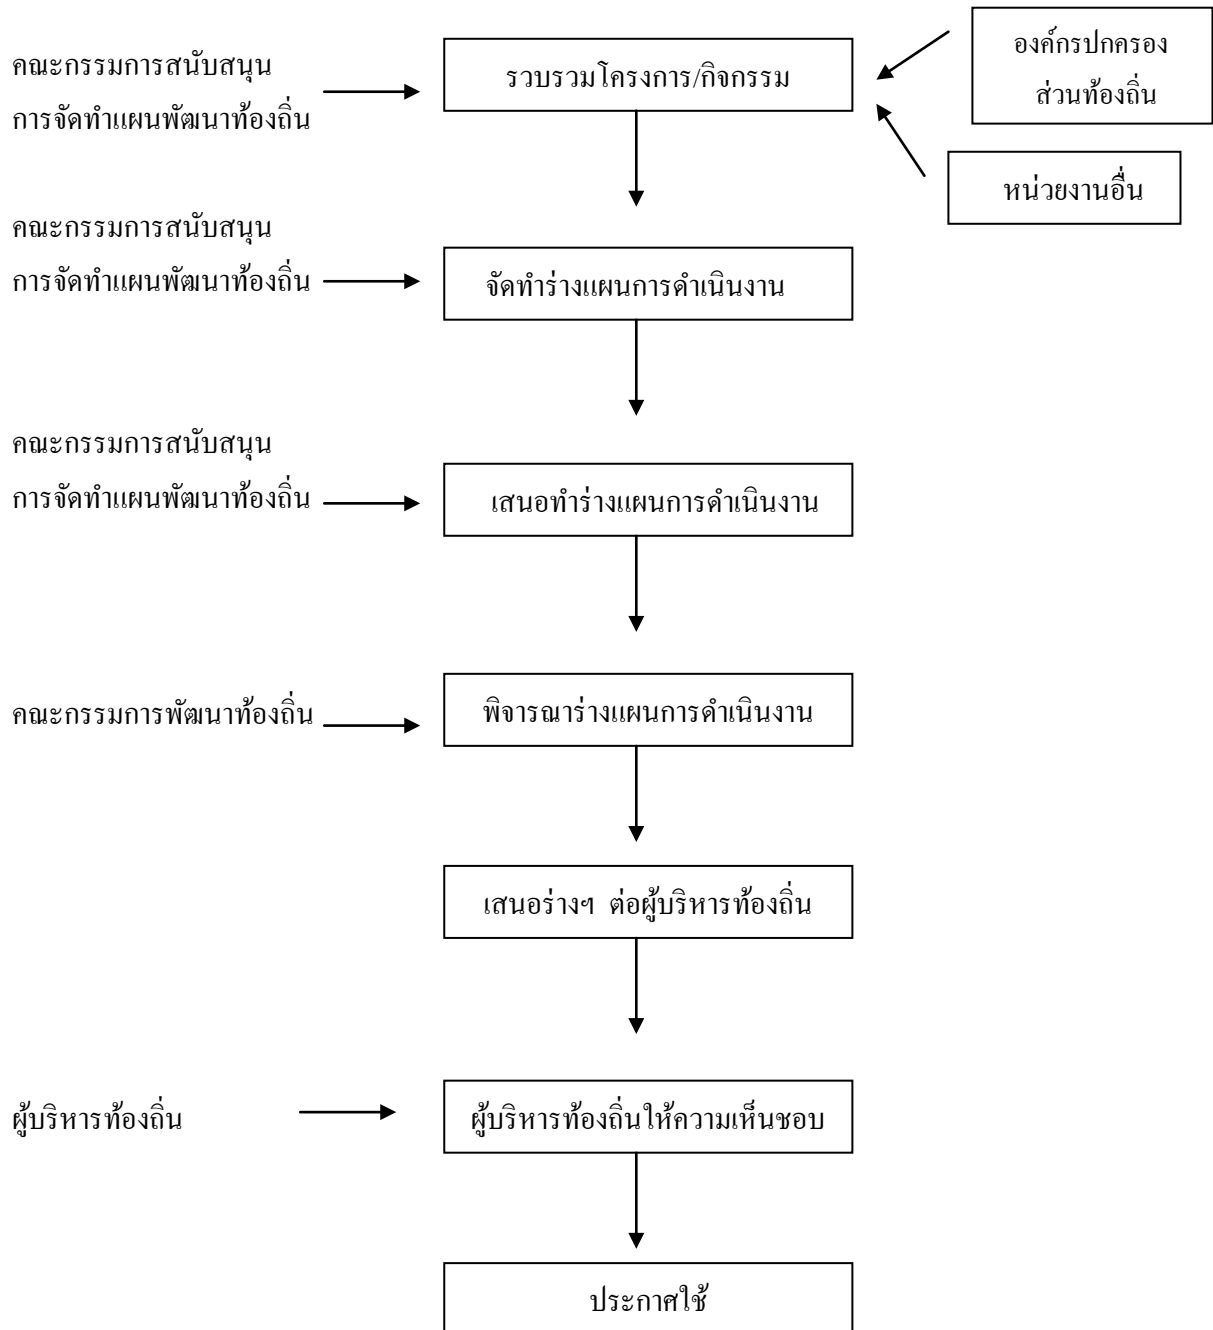 คณะกรรมการสนับสนุน
การจัดทำแผนพัฒนาท้องถิ่น
รวบรวมโครงการ/กิจกรรม
องค์กรปกครอง
ส่วนท้องถิ่น
หน่วยงานอื่น
คณะกรรมการสนับสนุน
การจัดทำแผนพัฒนาท้องถิ่น
จัดทำร่างแผนการดำเนินงาน
คณะกรรมการสนับสนุน
การจัดทำแผนพัฒนาท้องถิ่น
เสนอทำร่างแผนการดำเนินงาน
คณะกรรมการพัฒนาท้องถิ่น
พิจารณาร่างแผนการดำเนินงาน
เสนอร่างฯ ต่อผู้บริหารท้องถิ่น
ผู้บริหารท้องถิ่น
ผู้บริหารท้องถิ่นให้ความเห็นชอบ
ประกาศใช้